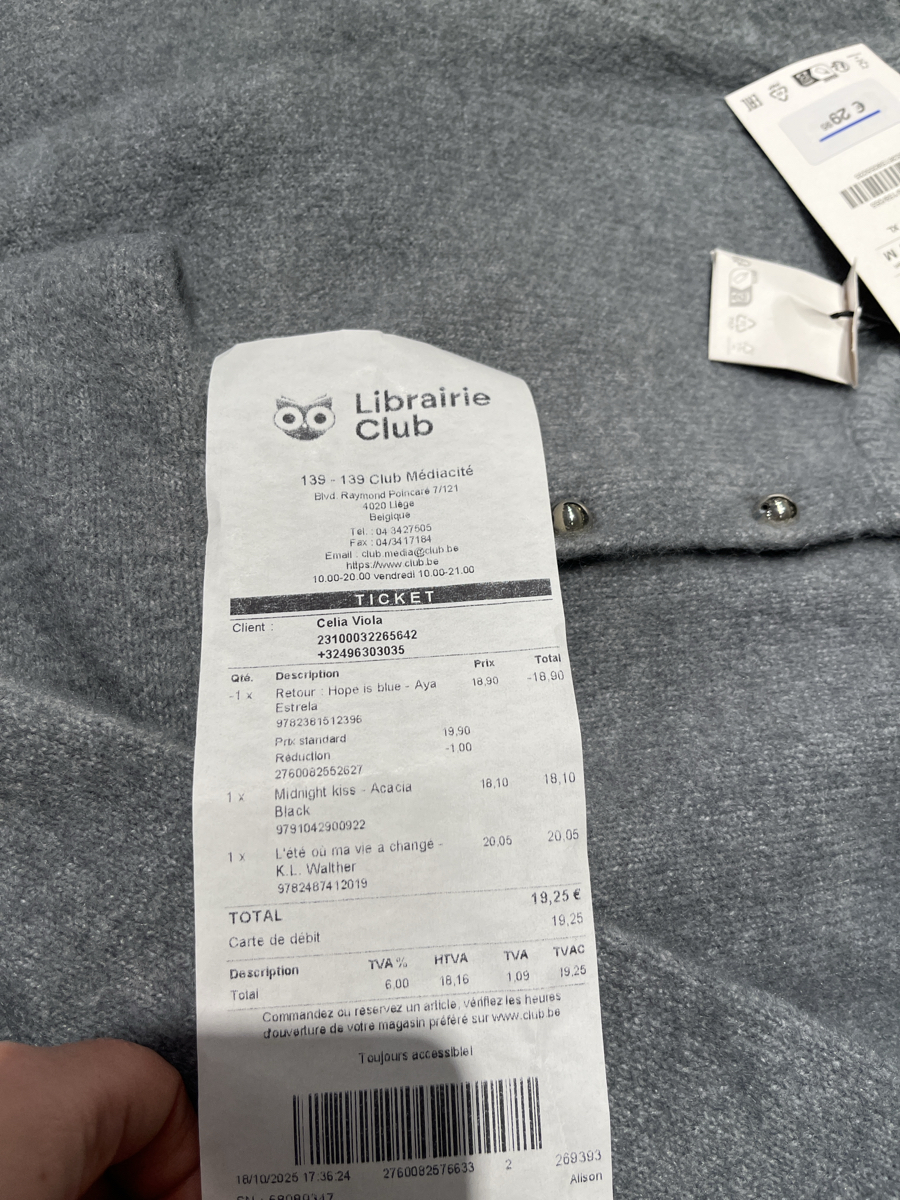 € 29,95
M
XL
Librairie
Club
139 - 139 Club Médiacité
Blvd. Raymond Poincaré 7/121
4020 Liège
Belgique
Tel. : 04 3427605
Fax : 04/3417184
Email : club.media@club.be
https://www.club.be
10.00-20.00 vendredi 10.00-21.00
TICKET
Client : Celia Viola
23100032265642
+32496303035
Qté. Description Prix Total
-1 x Retour : Hope is blue - Aya 18,90 -18,90
Estrela
9782361512396
Prix standard 19,90
Réduction -1,00
2760082552627
1 x Midnight kiss - Acacia 18,10 18,10
Black
9791042900922
1 x L'été où ma vie a changé - 20,05 20,05
K.L. Walther
9782487412019
TOTAL 19,25 €
Carte de débit 19,25
Description TVA % HTVA TVA TVAC
Total 6,00 18,16 1,09 19,25
Commandez ou réservez un article, vérifiez les heures
d'ouverture de votre magasin préféré sur www.club.be
Toujours accessible!
18/10/2025 17:36:24 2760082576633 2 269393
Alison